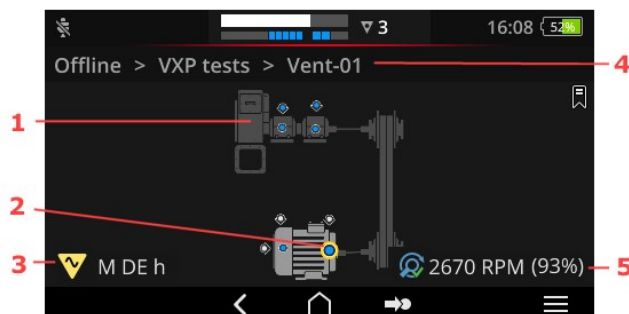 3 16:08 52%
Offline > VXP tests > Vent-01 4
1
2
3 M DE h 2670 RPM (93%) 5